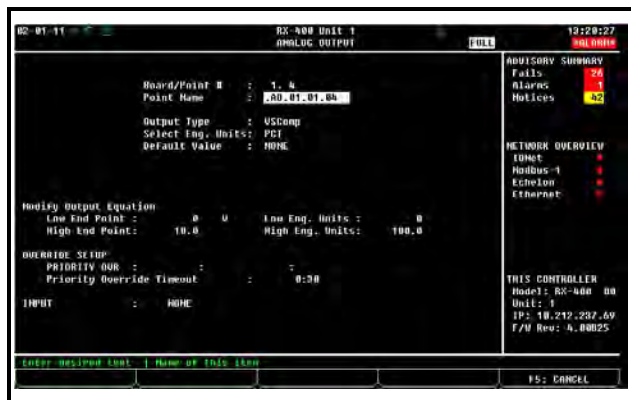 02-01-11
RX-400 Unit 1
ANALOG OUTPUT
FULL
13:20:27
*ALARM*
ADVISORY SUMMARY
Fails 26
Alarms 1
Notices 42
Board/Point # : 1. 4
Point Name : .AO.01.01.04
Output Type : VSComp
Select Eng. Units: PCT
Default Value : NONE
NETWORK OVERVIEW
IONet
Modbus-1
Echelon
Ethernet
Modify Output Equation
Low End Point : 0 V Low Eng. Units : 0
High End Point: 10.0 High Eng. Units: 100.0
OVERRIDE SETUP
PRIORITY OVR : : :
Priority Override Timeout : 0:30
INPUT : NONE
THIS CONTROLLER
Model: RX-400 00
Unit: 1
IP: 10.212.237.69
F/W Rev: 4.00B25
Enter desired text | Name of this item
F5: CANCEL